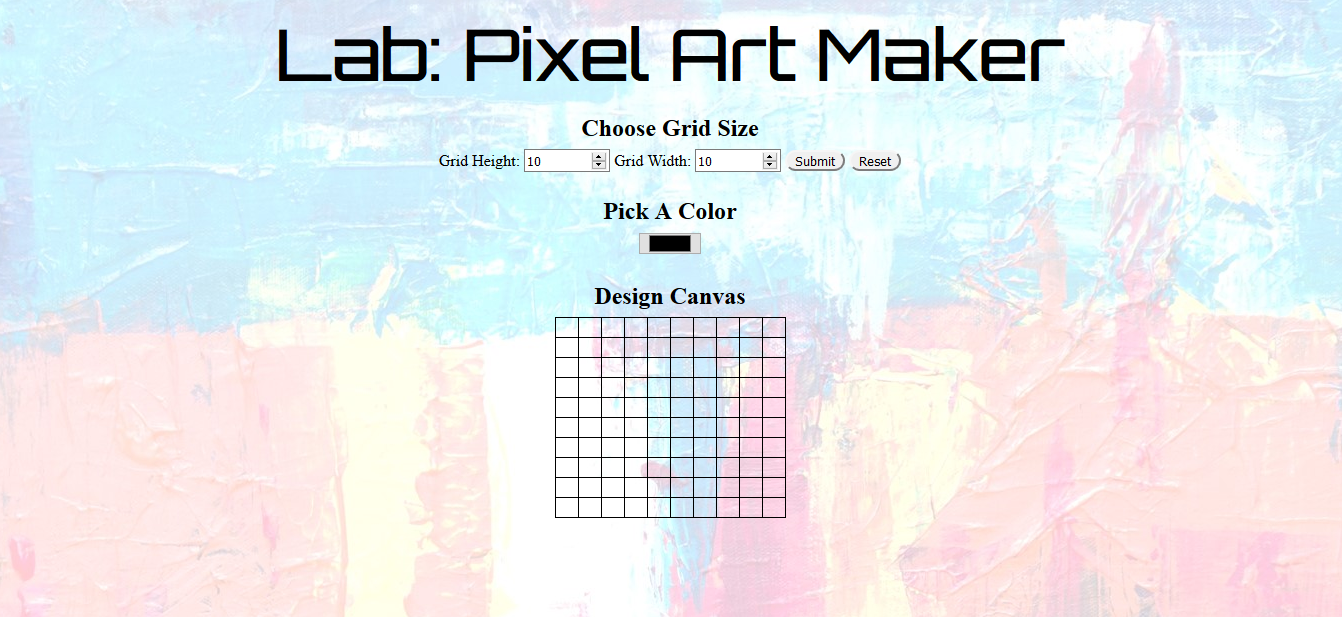 Lab: Pixel Art Maker
Choose Grid Size
Grid Height: 10 Grid Width: 10 Submit Reset
Pick A Color
Design Canvas